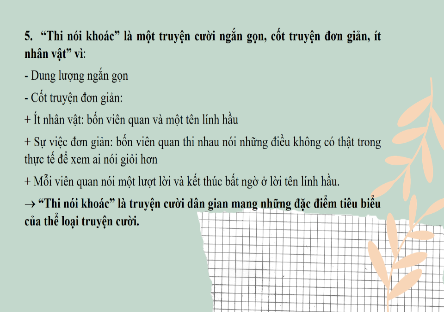 5. “Thi nói khoác” là một truyện cười ngắn gọn, cốt truyện đơn giản, ít
nhân vật” vì:
- Dung lượng ngắn gọn
- Cốt truyện đơn giản:
+ Ít nhân vật: bốn viên quan và một tên lính hầu
+ Sự việc đơn giản: bốn viên quan thi nhau nói những điều không có thật trong
thực tế để xem ai nói giỏi hơn
+ Mỗi viên quan nói một lượt lời và kết thúc bất ngờ ở lời tên lính hầu.
→ “Thi nói khoác” là truyện cười dân gian mang những đặc điểm tiêu biểu
của thể loại truyện cười.